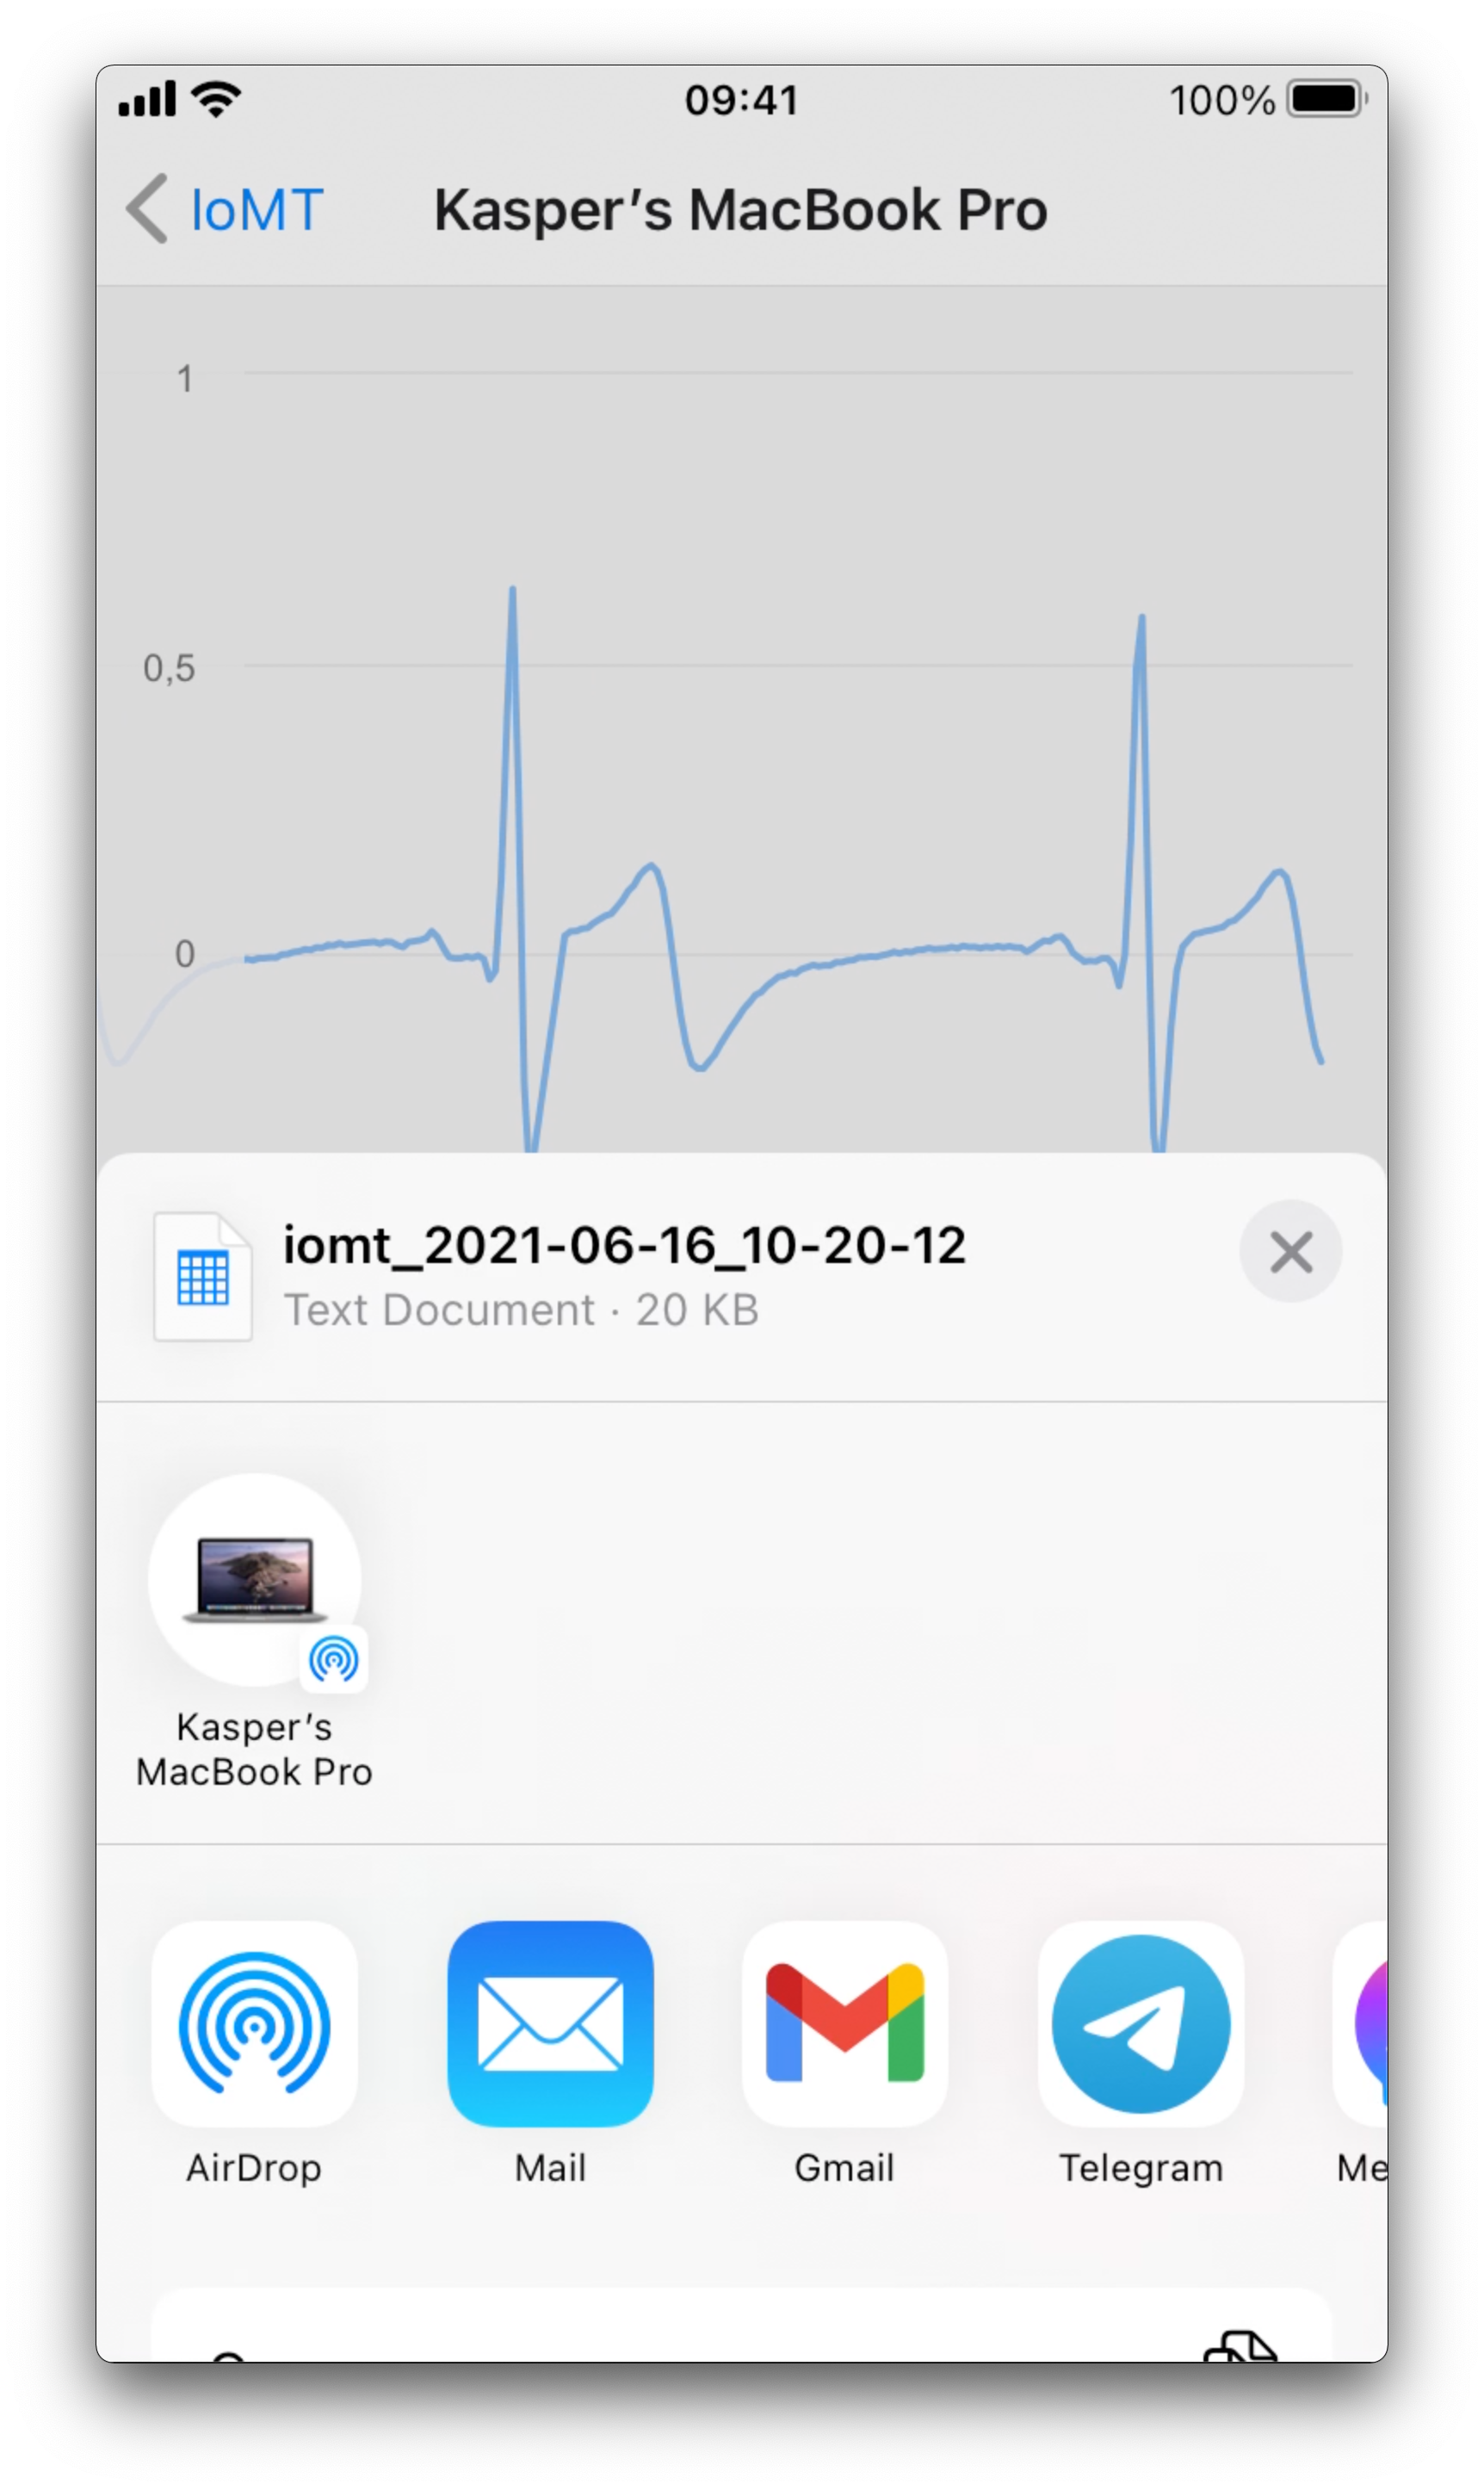 09:41
100%
IoMT
Kasper’s MacBook Pro
1
0,5
0
iomt_2021-06-16_10-20-12
Text Document · 20 KB
Kasper’s
MacBook Pro
AirDrop
Mail
Gmail
Telegram
Me